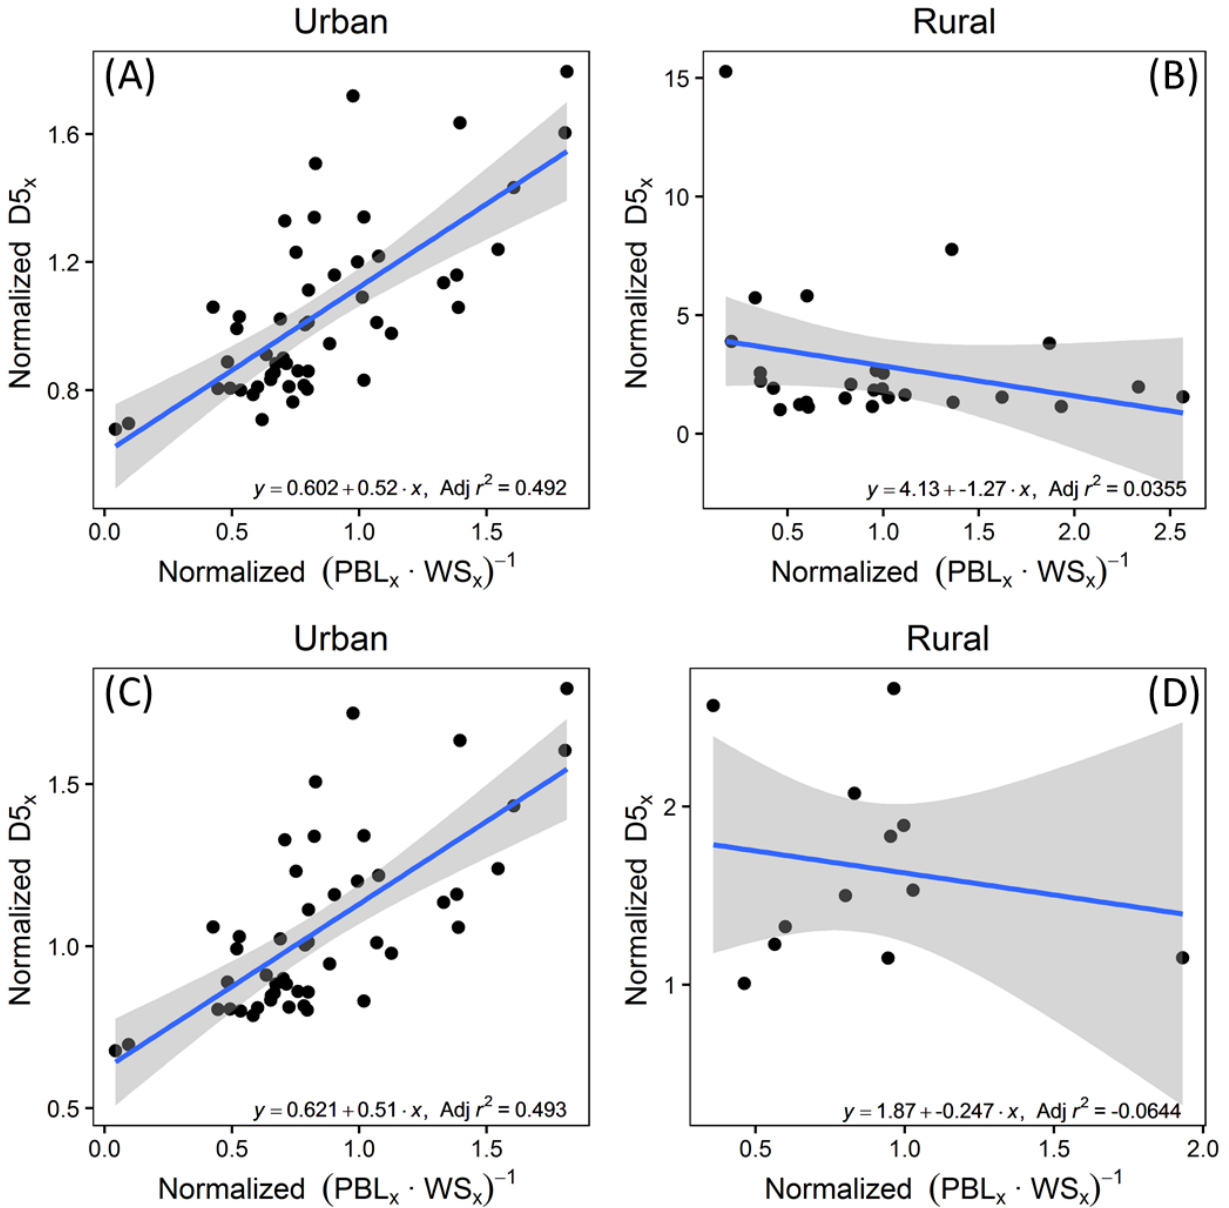 Urban
Rural
(A)
(B)
Normalized D5ₓ
1.6
1.2
0.8
y = 0.602 + 0.52 · x, Adj r² = 0.492
0.0 0.5 1.0 1.5
Normalized (PBLₓ · WSₓ)⁻¹
Normalized D5ₓ
15
10
5
0
y = 4.13 + -1.27 · x, Adj r² = 0.0355
0.5 1.0 1.5 2.0 2.5
Normalized (PBLₓ · WSₓ)⁻¹
Urban
Rural
(C)
(D)
Normalized D5ₓ
1.5
1.0
0.5
y = 0.621 + 0.51 · x, Adj r² = 0.493
0.0 0.5 1.0 1.5
Normalized (PBLₓ · WSₓ)⁻¹
Normalized D5ₓ
2
1
y = 1.87 + -0.247 · x, Adj r² = -0.0644
0.5 1.0 1.5 2.0
Normalized (PBLₓ · WSₓ)⁻¹